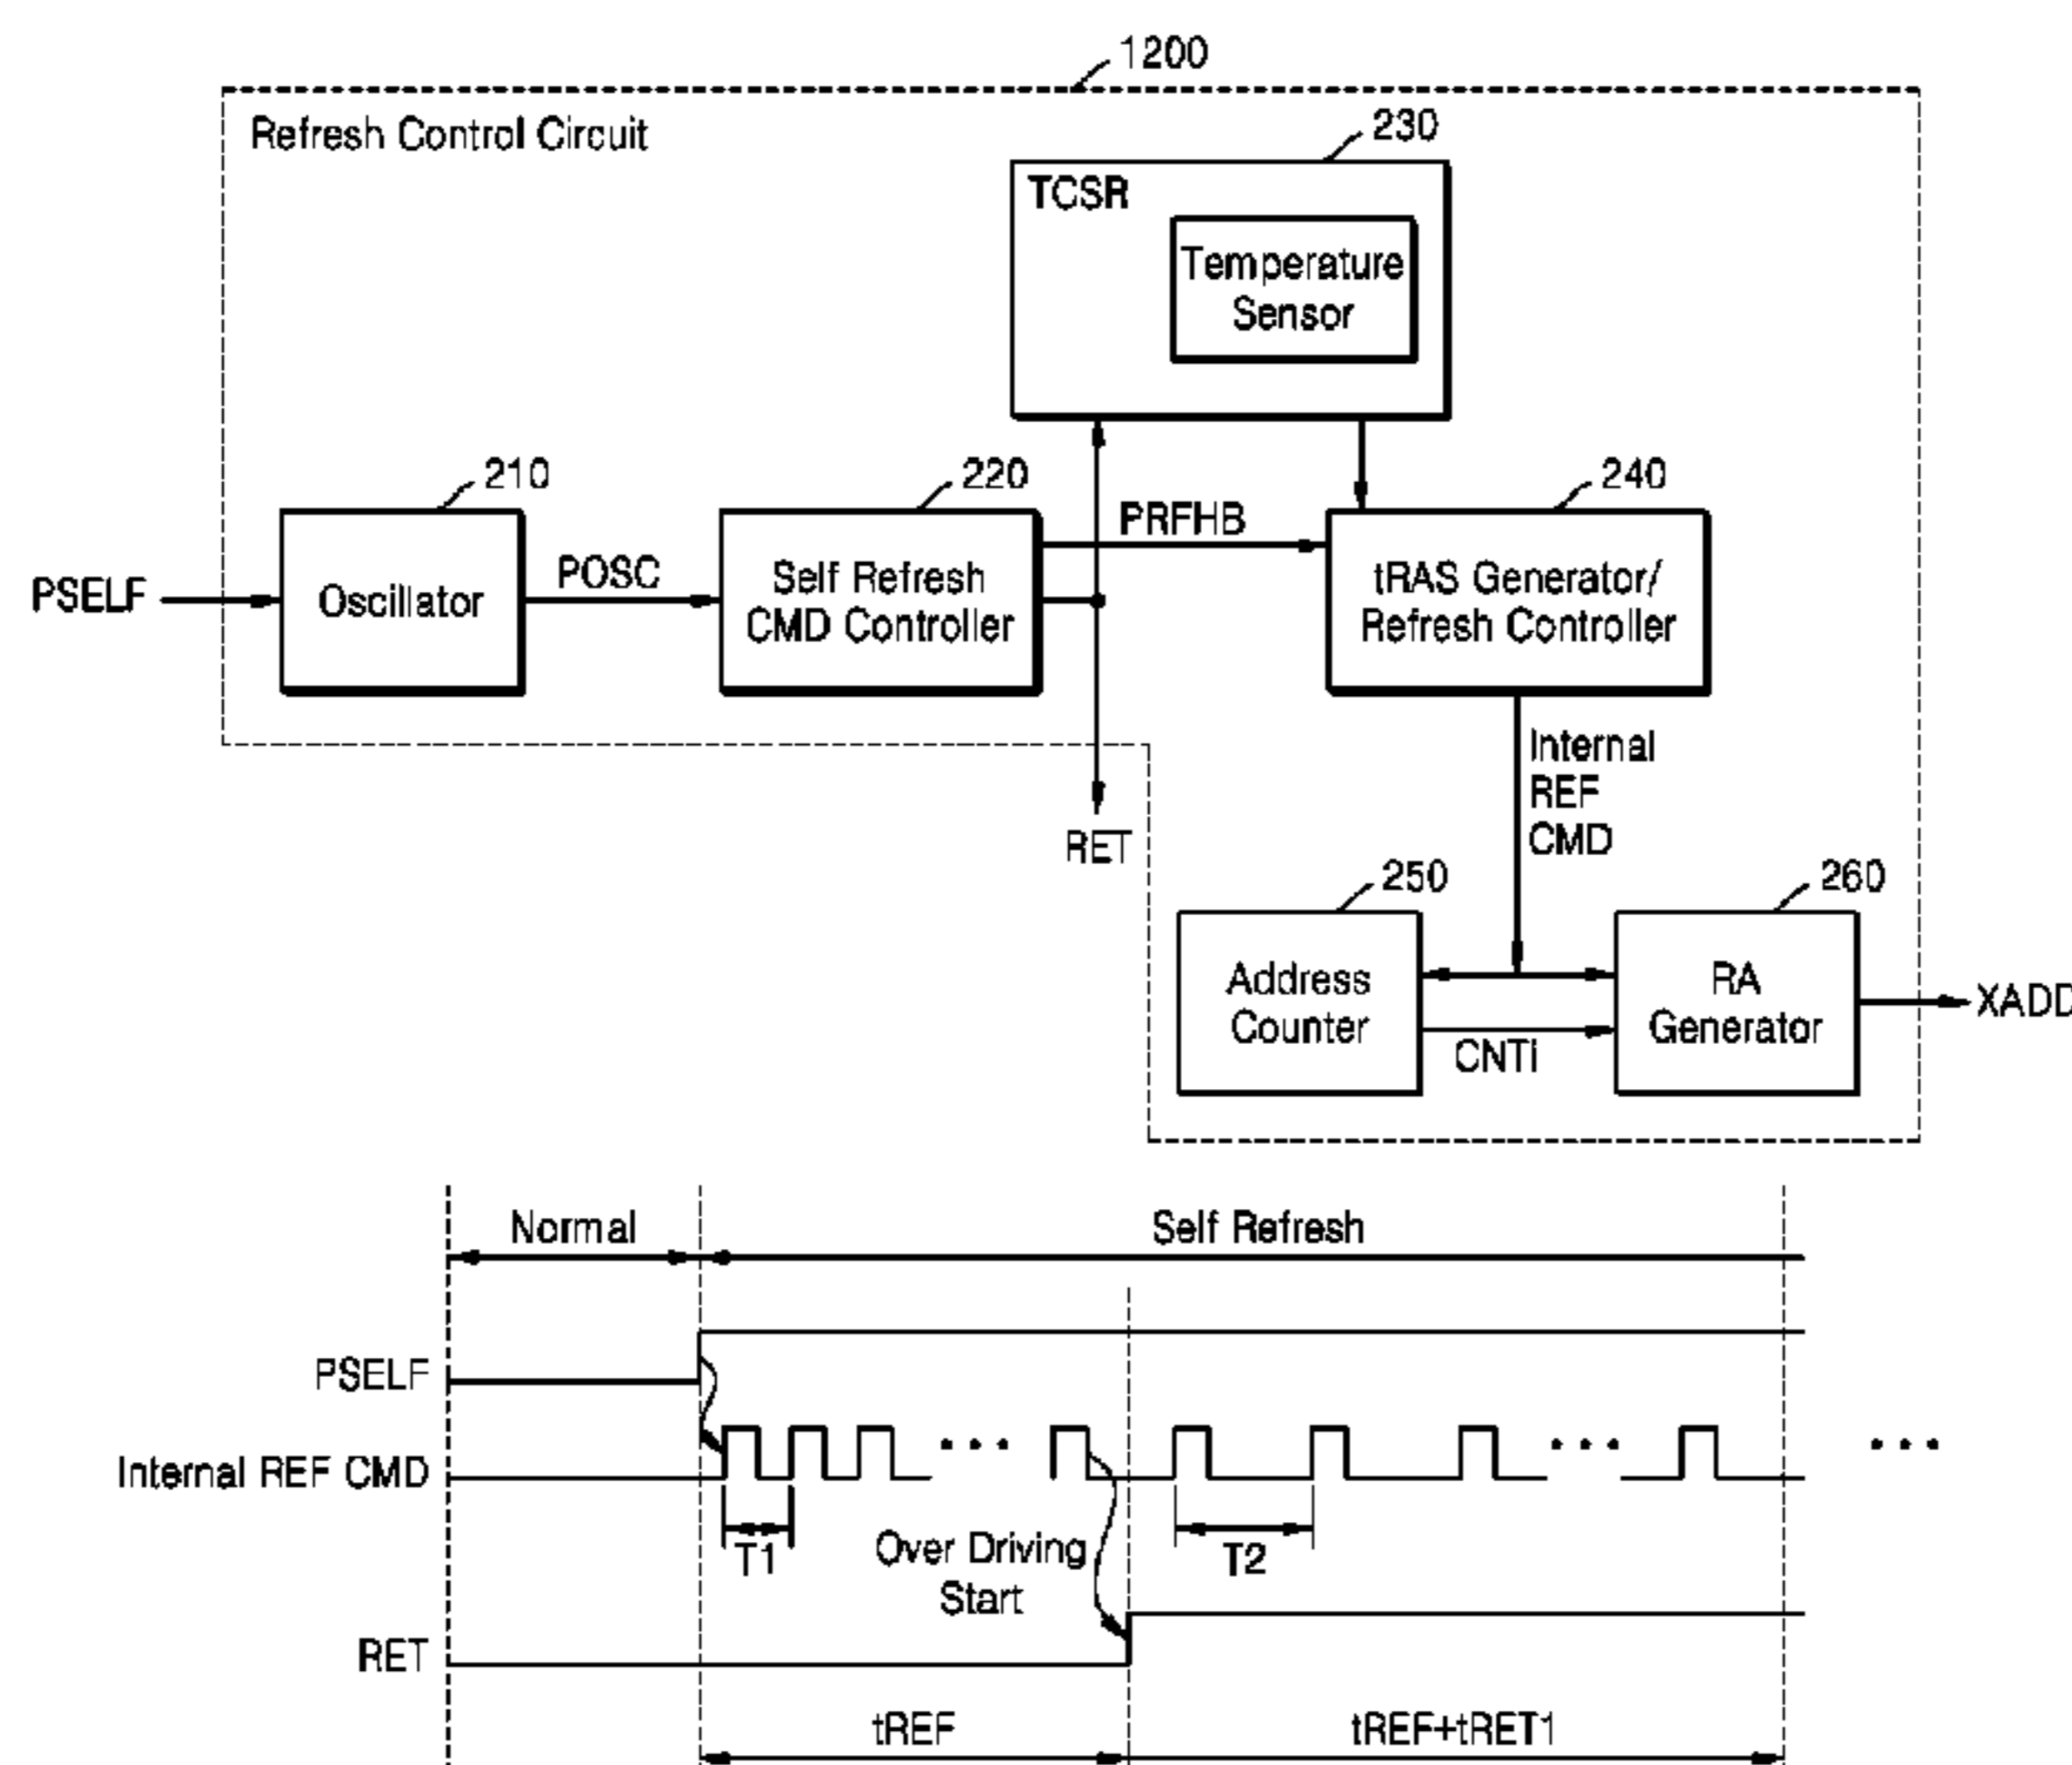 1200
Refresh Control Circuit
230
TCSR
Temperature
Sensor
210
220
240
PSELF
Oscillator
POSC
Self Refresh
CMD Controller
PRFHB
tRAS Generator/
Refresh Controller
RET
Internal
REF
CMD
250
260
Address
Counter
CNTi
RA
Generator
XADD
Normal
Self Refresh
PSELF
Internal REF CMD
• • •
• • •
• • •
T1
T2
Over Driving
Start
RET
tREF
tREF+tRET1